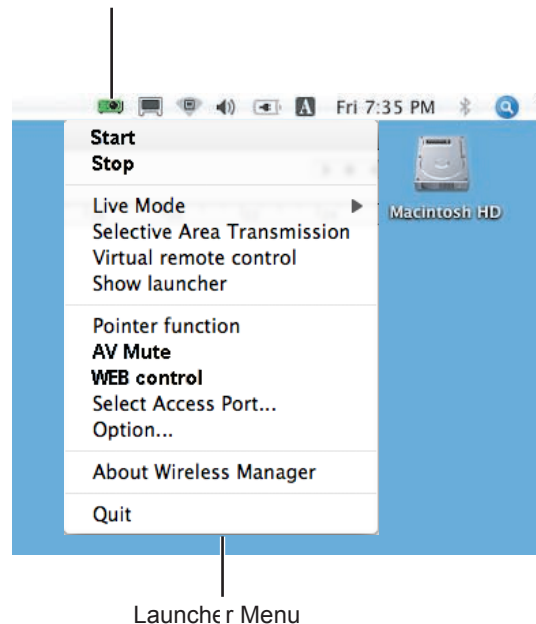 A Fri 7:35 PM
Start
Stop
Macintosh HD
Live Mode
Selective Area Transmission
Virtual remote control
Show launcher
Pointer function
AV Mute
WEB control
Select Access Port...
Option...
About Wireless Manager
Quit
Launcher Menu